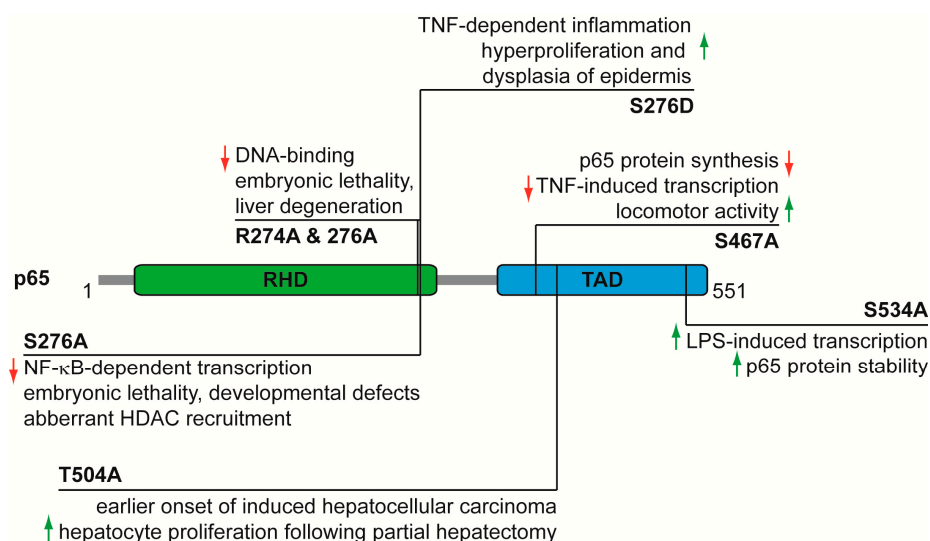 TNF-dependent inflammation
hyperproliferation and
dysplasia of epidermis
S276D
DNA-binding
embryonic lethality,
liver degeneration
R274A & 276A
p65 protein synthesis
TNF-induced transcription
locomotor activity
S467A
p65
1
RHD
TAD
551
S534A
LPS-induced transcription
p65 protein stability
S276A
NF-κB-dependent transcription
embryonic lethality, developmental defects
abberrant HDAC recruitment
T504A
earlier onset of induced hepatocellular carcinoma
hepatocyte proliferation following partial hepatectomy